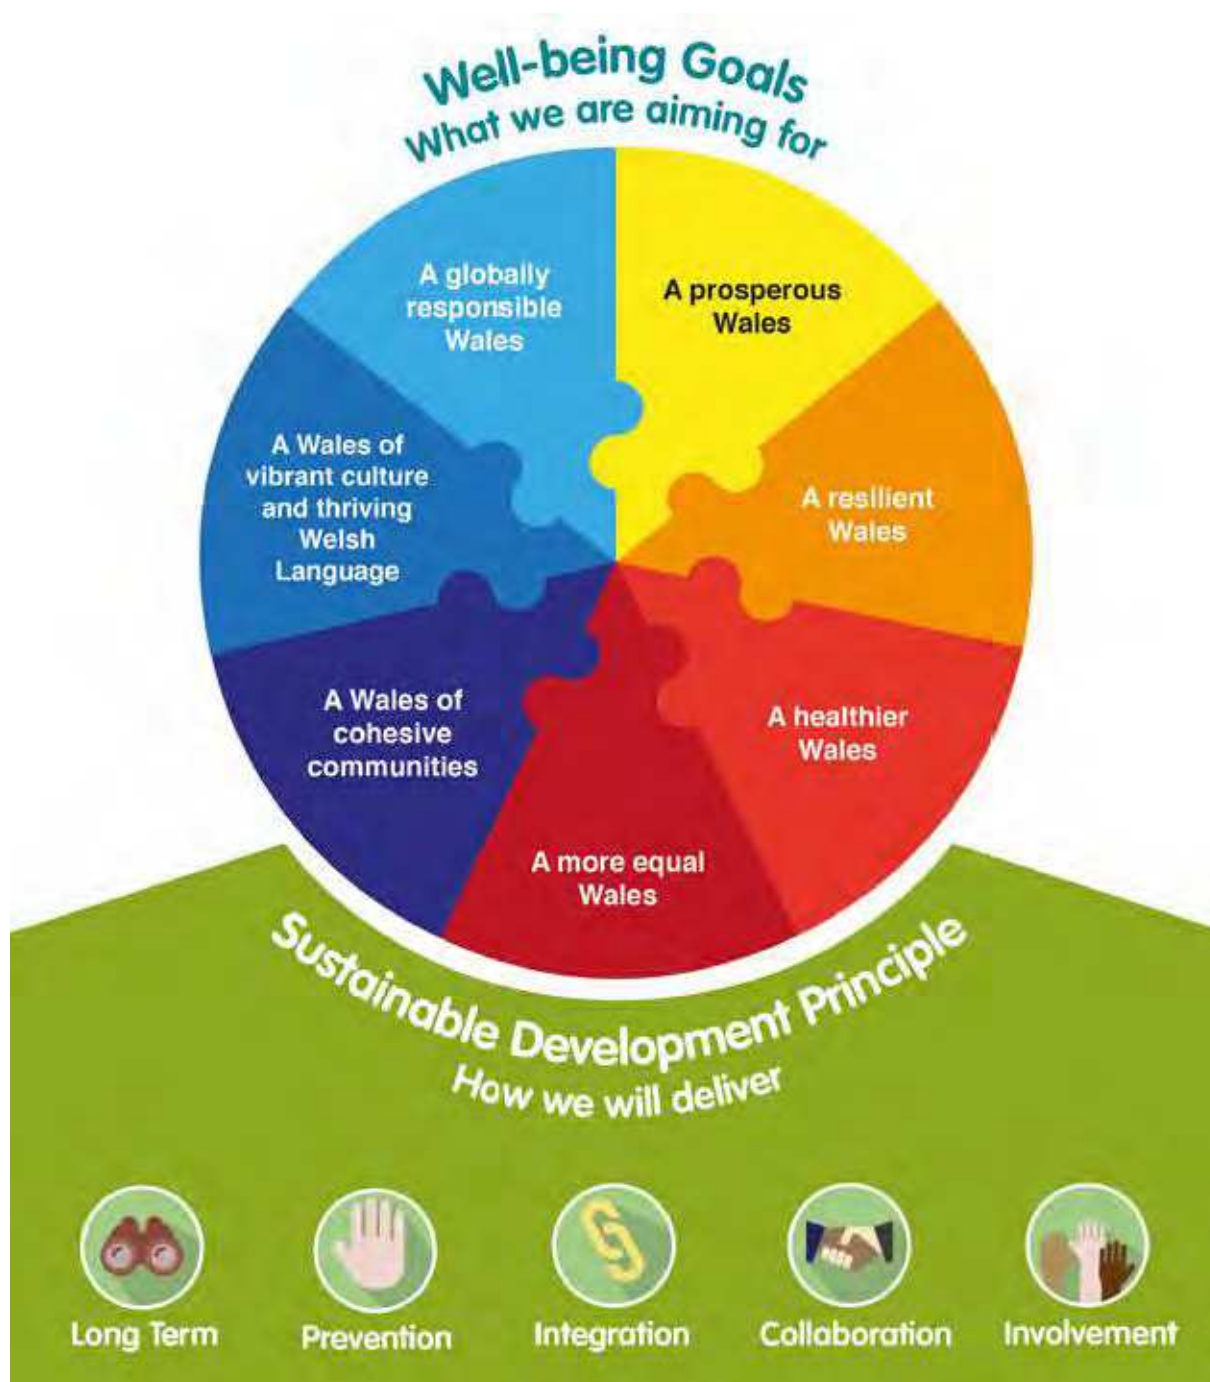 Well-being Goals
What we are aiming for
A globally
responsible
Wales
A prosperous
Wales
A Wales of
vibrant culture
and thriving
Welsh
Language
A resilient
Wales
A Wales of
cohesive
communities
A healthier
Wales
A more equal
Wales
Sustainable Development Principle
How we will deliver
Long Term
Prevention
Integration
Collaboration
Involvement